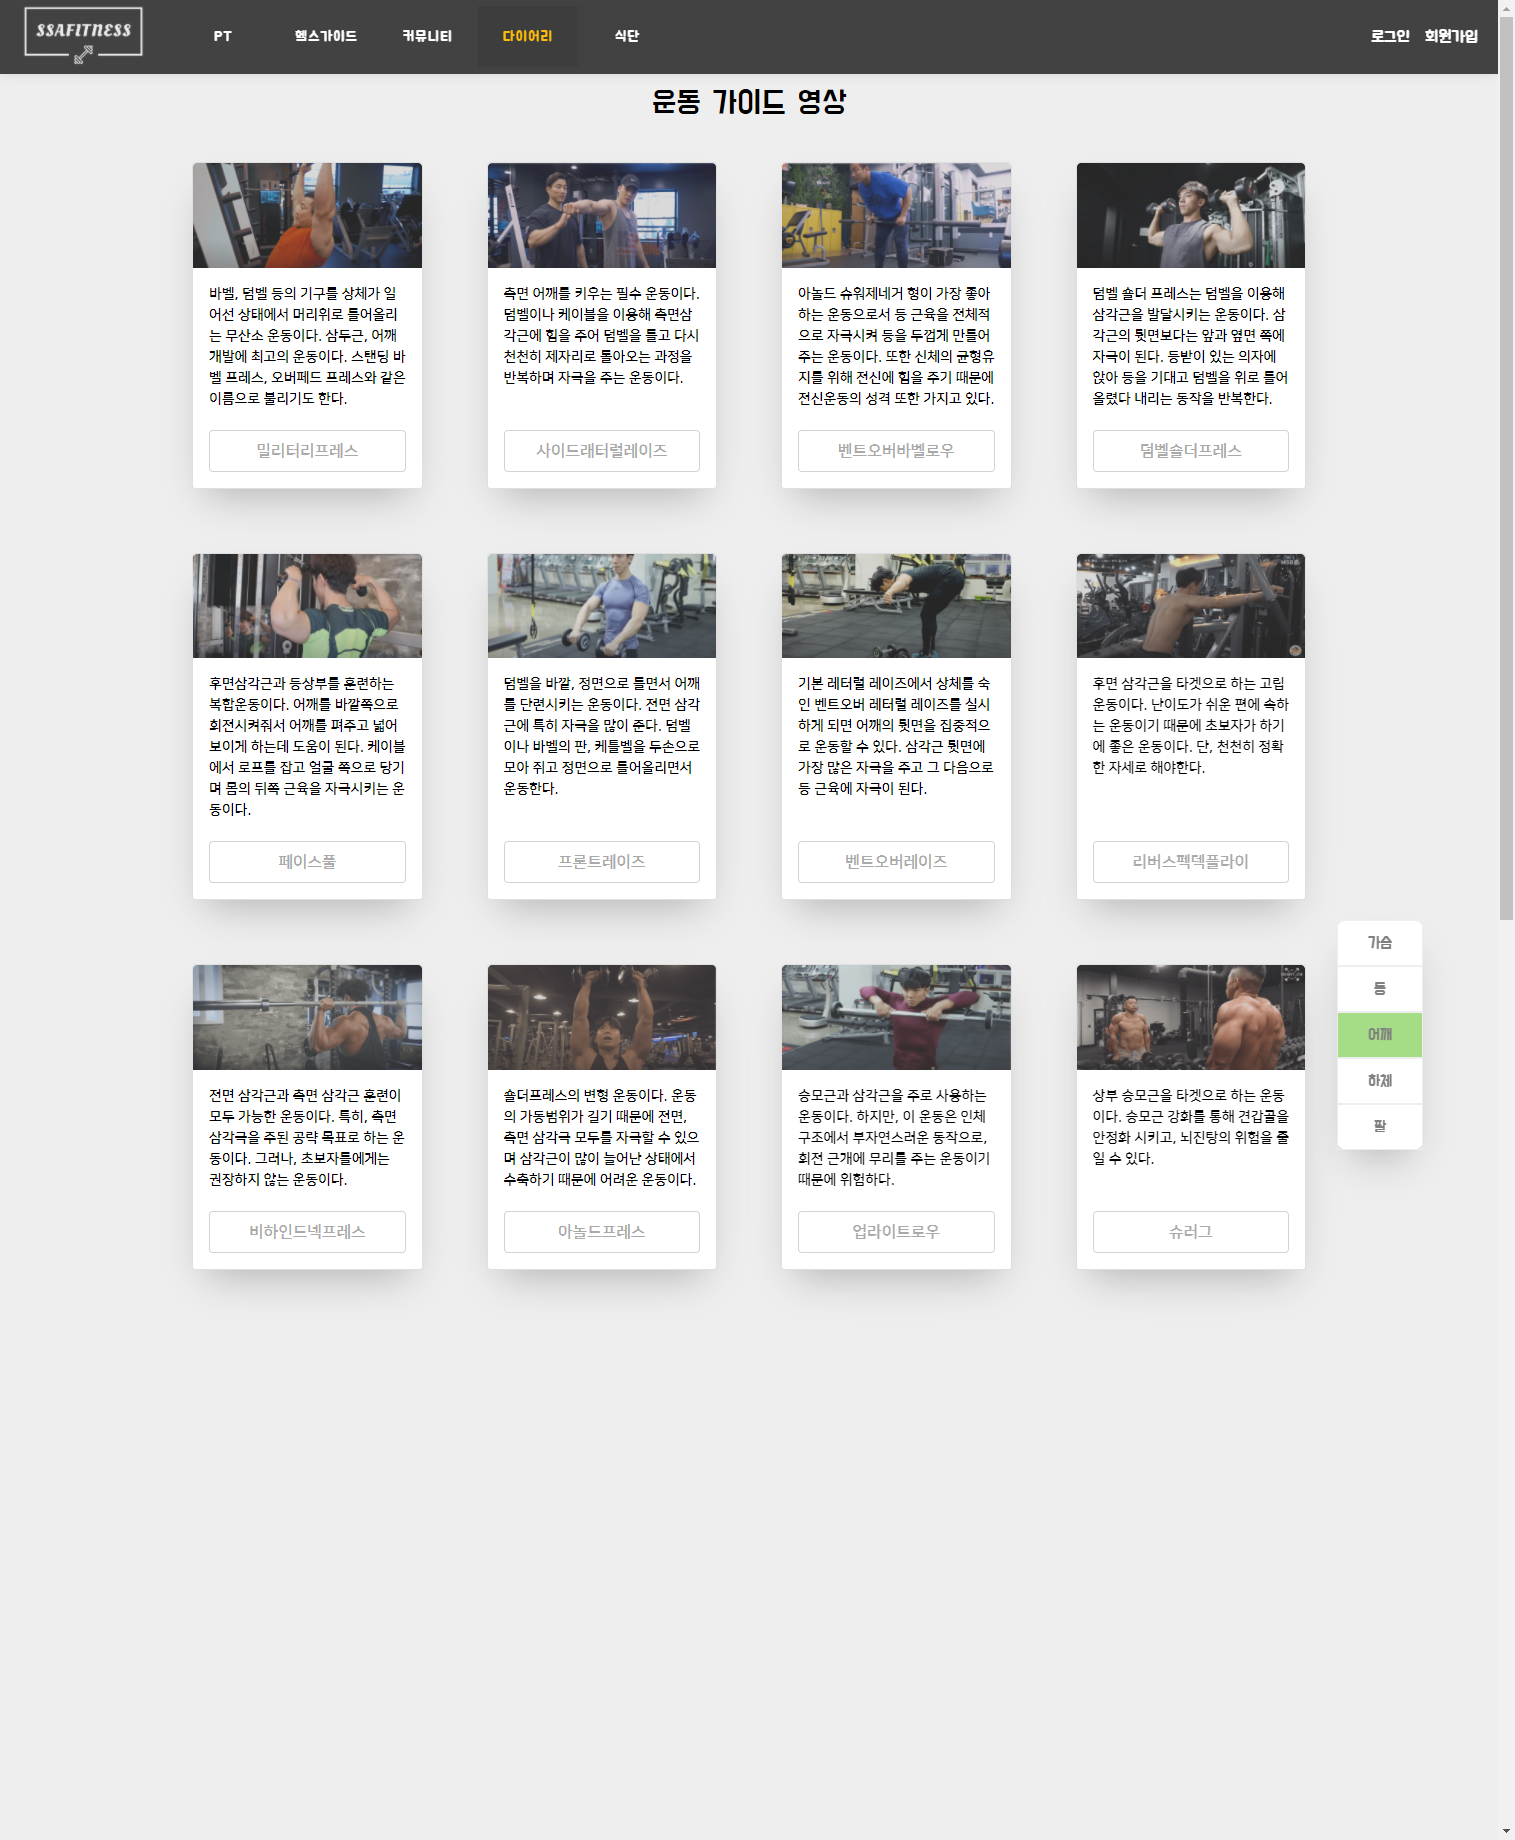 SSAFITNESS
PT 헬스가이드 커뮤니티 다이어리 식단 로그인 회원가입
운동 가이드 영상
바벨, 덤벨 등의 기구를 상체가 일
어선 상태에서 머리위로 들어올리
는 무산소 운동이다. 삼두근, 어깨
개발에 최고의 운동이다. 스탠딩 바
벨 프레스, 오버페드 프레스와 같은
이름으로 불리기도 한다.
밀리터리프레스
측면 어깨를 키우는 필수 운동이다.
덤벨이나 케이블을 이용해 측면삼
각근에 힘을 주어 덤벨을 들고 다시
천천히 제자리로 돌아오는 과정을
반복하며 자극을 주는 운동이다.
사이드래터럴레이즈
아놀드 슈워제네거 형이 가장 좋아
하는 운동으로서 등 근육을 전체적
으로 자극시켜 등을 두껍게 만들어
주는 운동이다. 또한 신체의 균형유
지를 위해 전신에 힘을 주기 때문에
전신운동의 성격 또한 가지고 있다.
벤트오버바벨로우
덤벨 숄더 프레스는 덤벨을 이용해
삼각근을 발달시키는 운동이다. 삼
각근의 뒷면보다는 앞과 옆면 쪽에
자극이 된다. 등받이 있는 의자에
앉아 등을 기대고 덤벨을 위로 들어
올렸다 내리는 동작을 반복한다.
덤벨숄더프레스
후면삼각근과 등상부를 훈련하는
복합운동이다. 어깨를 바깥쪽으로
회전시켜줘서 어깨를 펴주고 넓어
보이게 하는데 도움이 된다. 케이블
에서 로프를 잡고 얼굴 쪽으로 당기
며 몸의 뒤쪽 근육을 자극시키는 운
동이다.
페이스풀
덤벨을 바깥, 정면으로 들면서 어깨
를 단련시키는 운동이다. 전면 삼각
근에 특히 자극을 많이 준다. 덤벨
이나 바벨의 판, 케틀벨을 두손으로
모아 쥐고 정면으로 들어올리면서
운동한다.
프론트레이즈
기본 레터럴 레이즈에서 상체를 숙
인 벤트오버 레터럴 레이즈를 실시
하게 되면 어깨의 뒷면을 집중적으
로 운동할 수 있다. 삼각근 뒷면에
가장 많은 자극을 주고 그 다음으로
등 근육에 자극이 된다.
벤트오버레이즈
후면 삼각근을 타겟으로 하는 고립
운동이다. 난이도가 쉬운 편에 속하
는 운동이기 때문에 초보자가 하기
에 좋은 운동이다. 단, 천천히 정확
한 자세로 해야한다.
리버스펙덱플라이
전면 삼각근과 측면 삼각근 훈련이
모두 가능한 운동이다. 특히, 측면
삼각극을 주된 공략 목표로 하는 운
동이다. 그러나, 초보자들에게는
권장하지 않는 운동이다.
비하인드넥프레스
숄더프레스의 변형 운동이다. 운동
의 가동범위가 길기 때문에 전면,
측면 삼각극 모두를 자극할 수 있으
며 삼각근이 많이 늘어난 상태에서
수축하기 때문에 어려운 운동이다.
아놀드프레스
승모근과 삼각근을 주로 사용하는
운동이다. 하지만, 이 운동은 인체
구조에서 부자연스러운 동작으로,
회전 근개에 무리를 주는 운동이기
때문에 위험하다.
업라이트로우
상부 승모근을 타겟으로 하는 운동
이다. 승모근 강화를 통해 견갑골을
안정화 시키고, 뇌진탕의 위험을 줄
일 수 있다.
슈러그
가슴
등
어깨
하체
팔